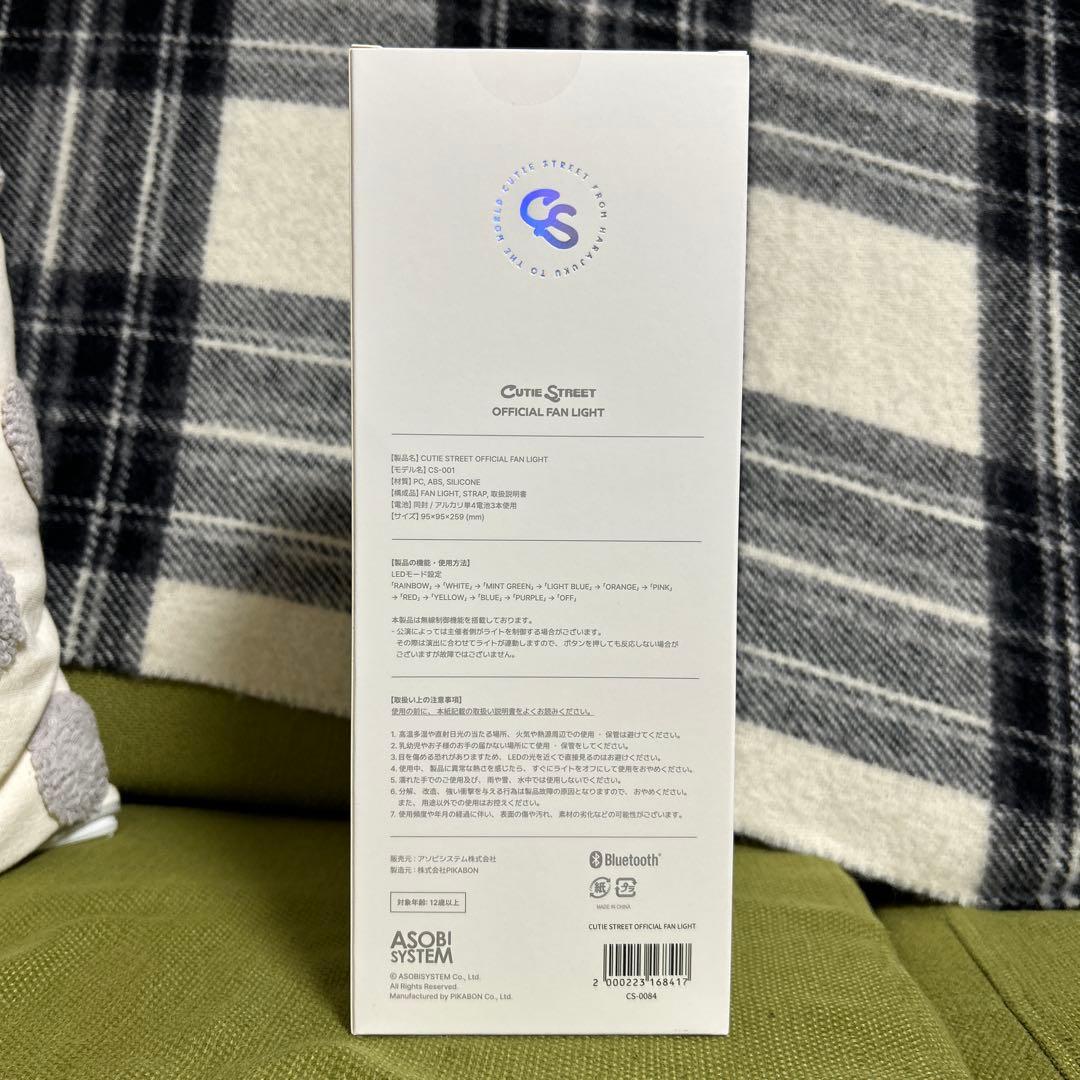 CUTIE STREET FROM HARAJUKU TO THE WORLD
CS
CUTIE STREET
OFFICIAL FAN LIGHT
【製品名】CUTIE STREET OFFICIAL FAN LIGHT
【モデル名】CS-001
【材質】PC, ABS, SILICONE
【構成品】FAN LIGHT, STRAP, 取扱説明書
【電池】同封 / アルカリ単4電池3本使用
【サイズ】95×95×259 (mm)
【製品の機能・使用方法】
LEDモード設定
「RAINBOW」→「WHITE」→「MINT GREEN」→「LIGHT BLUE」→「ORANGE」→「PINK」
→「RED」→「YELLOW」→「BLUE」→「PURPLE」→「OFF」
本製品は無線制御機能を搭載しております。
- 公演によっては主催者側がライトを制御する場合がございます。
その際は演出に合わせてライトが連動しますので、ボタンを押しても反応しない場合が
ございますが故障ではございません。
【取扱い上の注意事項】
使用の前に、本紙記載の取扱い説明書をよくお読みください。
1. 高温多湿や直射日光の当たる場所、火気や熱源周辺での使用・保管は避けてください。
2. 乳幼児やお子様のお手の届かない場所にて使用・保管をしてください。
3. 目を傷める恐れがありますため、LEDの光を近くで直接見るのはお避けください。
4. 使用中、製品に異常な熱さを感じたら、すぐにライトをオフにして使用をおやめください。
5. 濡れた手でのご使用及び、雨や雪、水中では使用しないでください。
6. 分解、改造、強い衝撃を与える行為は製品故障の原因となりますので、おやめください。
また、用途以外での使用はお控えください。
7. 使用頻度や年月の経過に伴い、表面の傷や汚れ、素材の劣化などの可能性がございます。
販売元：アソビシステム株式会社
製造元：株式会社PIKABON
対象年齢: 12歳以上
Bluetooth®
紙 プラ
MADE IN CHINA
ASOBI
SYSTEM
© ASOBISYSTEM Co., Ltd.
All Rights Reserved.
Manufactured by PIKABON Co., Ltd.
CUTIE STREET OFFICIAL FAN LIGHT
2 000223 168417
CS-0084